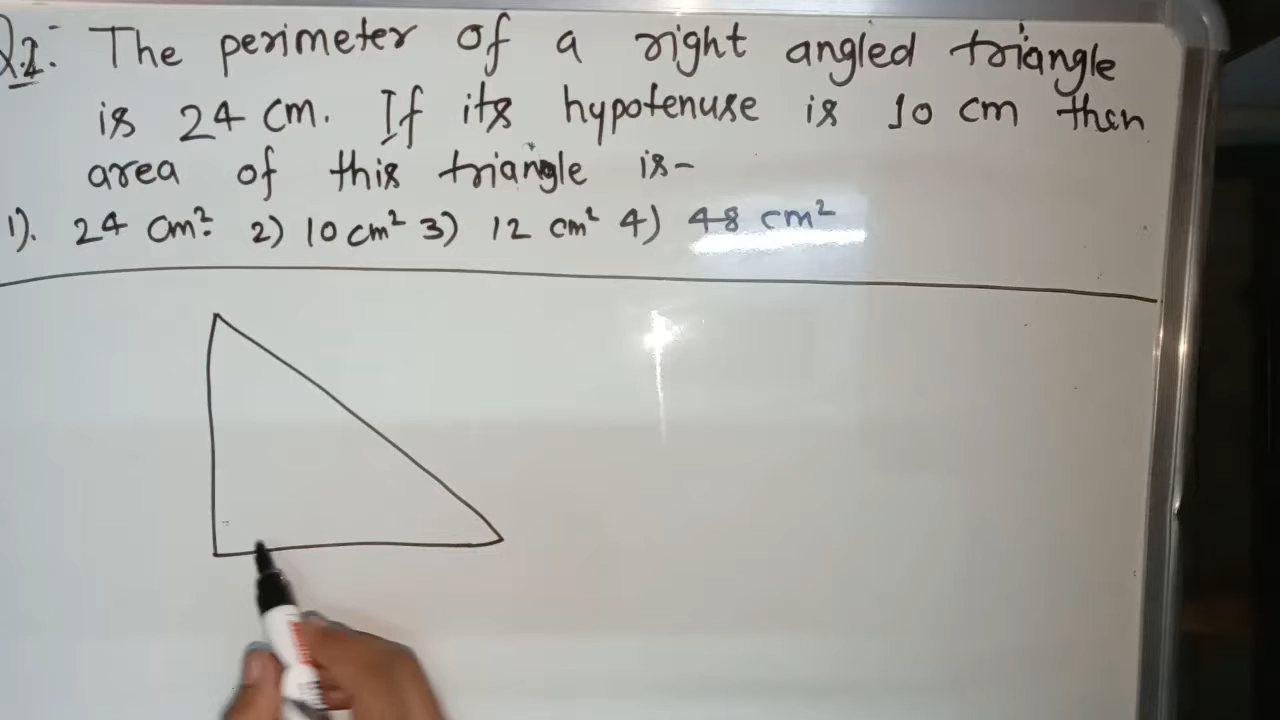 Q.1: The perimeter of a right angled triangle
is 24 cm. If its hypotenuse is 10 cm then
area of this triangle is-
1). 24 cm². 2) 10 cm² 3) 12 cm² 4) 48 cm²